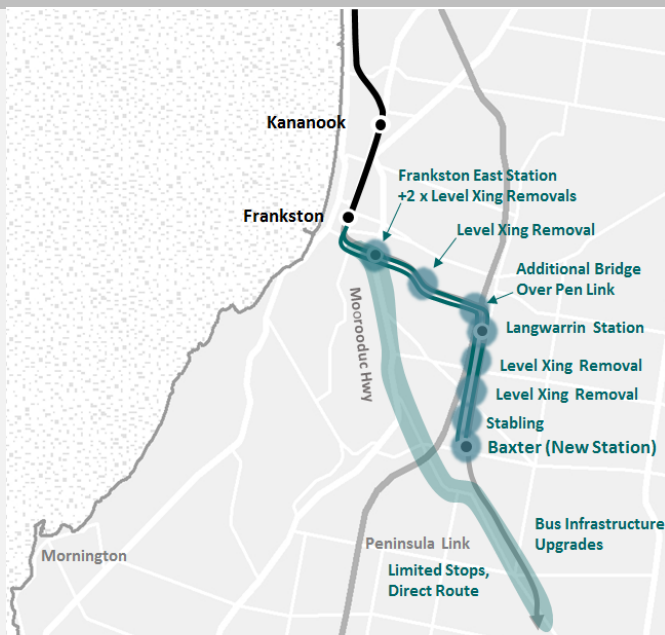 Kananook
Frankston East Station
+2 x Level Xing Removals
Frankston
Level Xing Removal
Additional Bridge
Over Pen Link
Moorooduc Hwy
Langwarrin Station
Level Xing Removal
Level Xing Removal
Stabling
Baxter (New Station)
Bus Infrastructure
Upgrades
Peninsula Link
Mornington
Limited Stops,
Direct Route